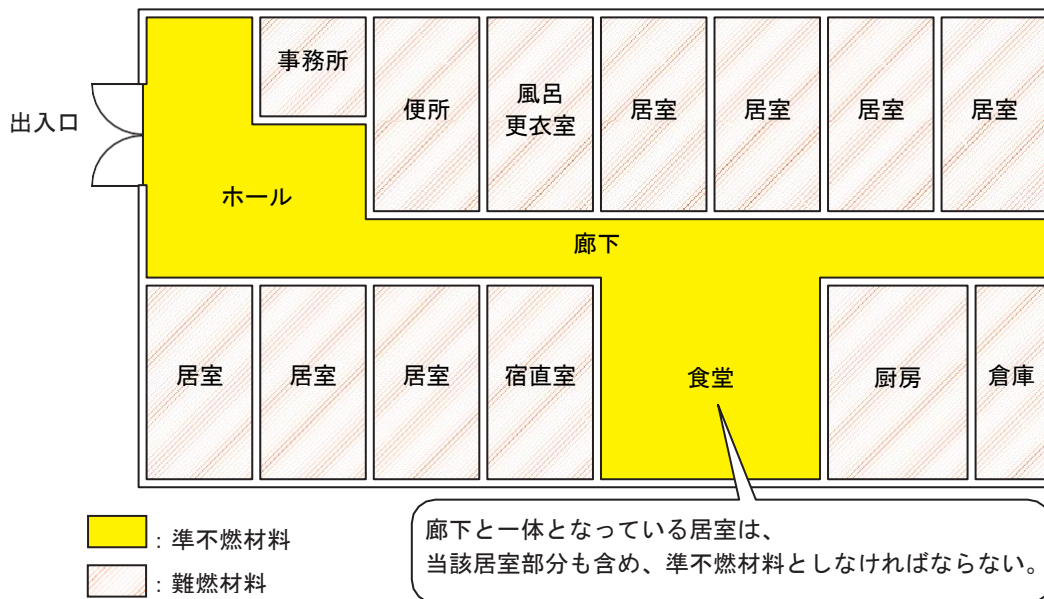 事務所
便所
風呂
更衣室
居室
居室
居室
居室
出入口
ホール
廊下
居室
居室
居室
宿直室
食堂
厨房
倉庫
：準不燃材料
：難燃材料
廊下と一体となっている居室は、
当該居室部分も含め、準不燃材料としなければならない。